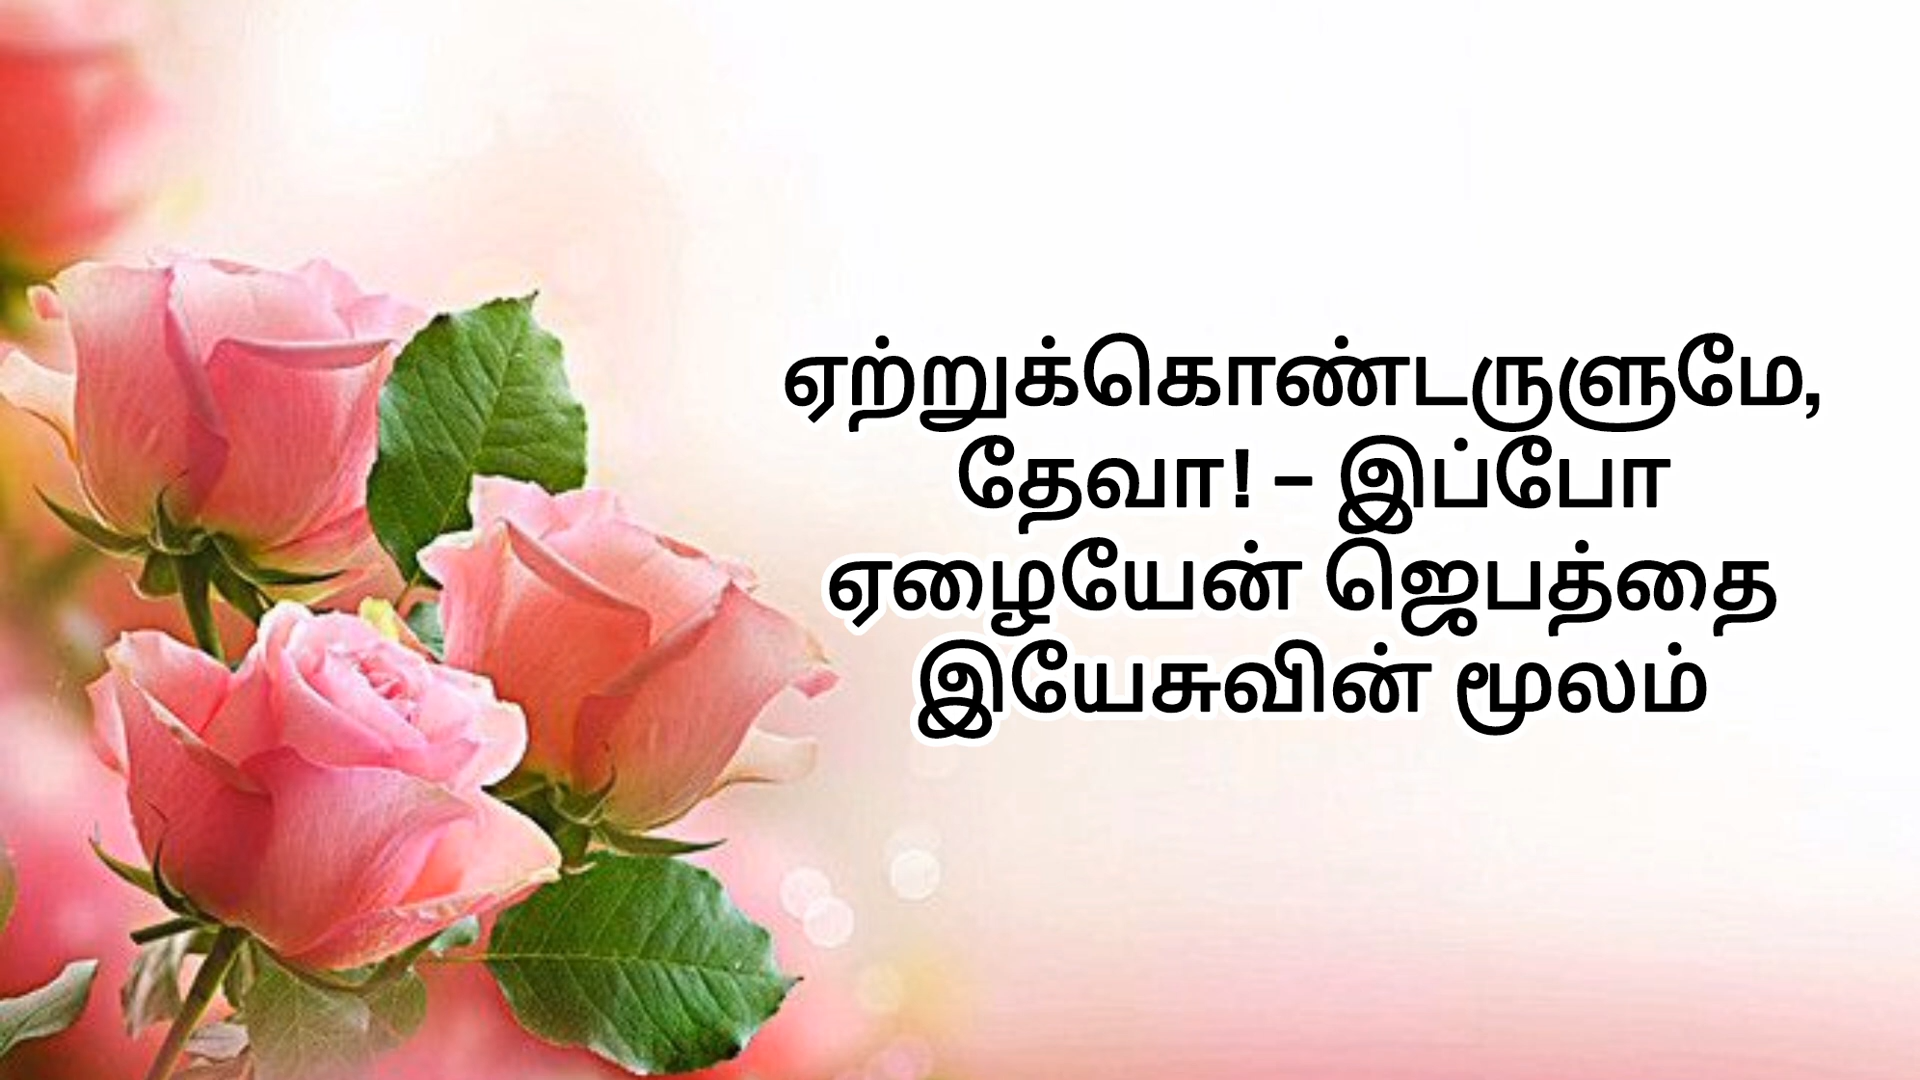 ஏற்றுக்கொண்டருளுமே,
தேவா! – இப்போ
ஏழையேன் ஜெபத்தை
இயேசுவின் மூலம்